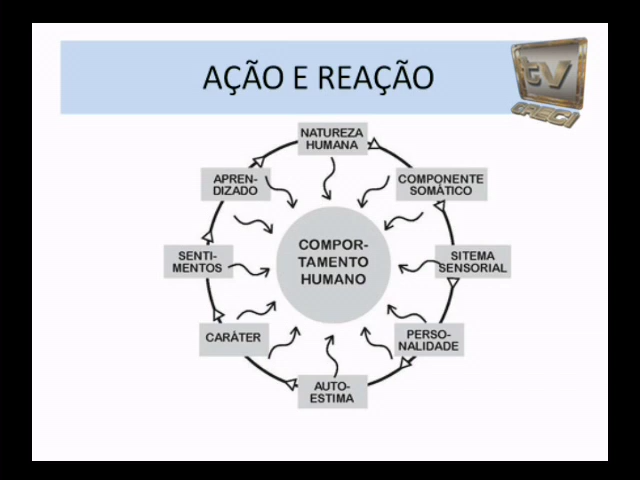 AÇÃO E REAÇÃO
tv
CRECI
NATUREZA
HUMANA
APREN-
DIZADO
COMPONENTE
SOMÁTICO
SENTI-
MENTOS
COMPOR-
TAMENTO
HUMANO
SITEMA
SENSORIAL
CARÁTER
PERSO-
NALIDADE
AUTO-
ESTIMA